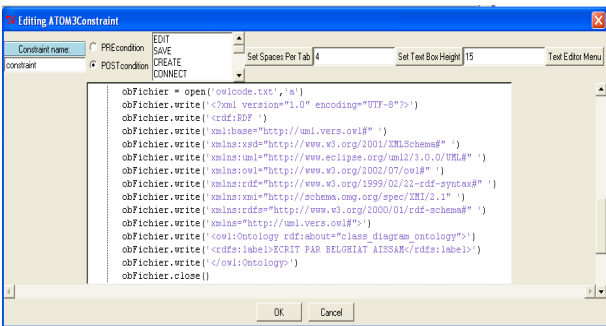 Editing ATOM3Constraint
Constraint name:
constraint
PREcondition
POSTcondition
EDIT
SAVE
CREATE
CONNECT
Set Spaces Per Tab 4
Set Text Box Height 15
Text Editor Menu
obFichier = open('owlcode.txt','a')
obFichier.write('<?xml version="1.0" encoding="UTF-8"?>')
obFichier.write('<rdf:RDF ')
obFichier.write('xml:base="http://uml.vers.owl#" ')
obFichier.write('xmlns:xsd="http://www.w3.org/2001/XMLSchema#" ')
obFichier.write('xmlns:uml="www.eclipse.org/uml2/3.0.0/UML#" ')
obFichier.write('xmlns:owl="http://www.w3.org/2002/07/owl#" ')
obFichier.write('xmlns:rdf="http://www.w3.org/1999/02/22-rdf-syntax#" ')
obFichier.write('xmlns:XMI="http://schema.omg.org/spec/XMI/2.1" ')
obFichier.write('xmlns:rdfs="http://www.w3.org/2000/01/rdf-schema#" ')
obFichier.write('xmlns="http://uml.vers.owl#">')
obFichier.write('<owl:Ontology rdf:about="class_diagram_ontology">')
obFichier.write('<rdfs:label>ECRIT PAR BELGHIAT AISSAM</rdfs:label>')
obFichier.write('</owl:Ontology>')
obFichier.close()
OK
Cancel